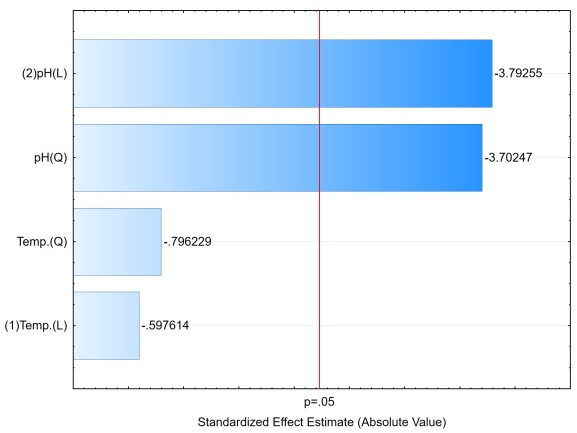 (2)pH(L)
-3.79255
pH(Q)
-3.70247
Temp.(Q)
-.796229
(1)Temp.(L)
-.597614
p=.05
Standardized Effect Estimate (Absolute Value)